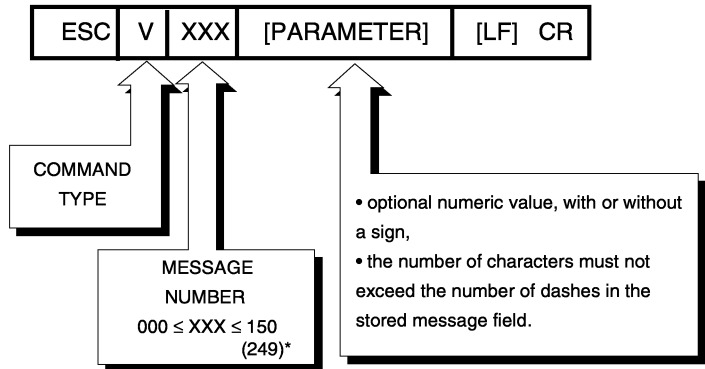 ESC V XXX [PARAMETER] [LF] CR
COMMAND
TYPE
MESSAGE
NUMBER
000 ≤ XXX ≤ 150
(249)*
• optional numeric value, with or without
a sign,
• the number of characters must not
exceed the number of dashes in the
stored message field.